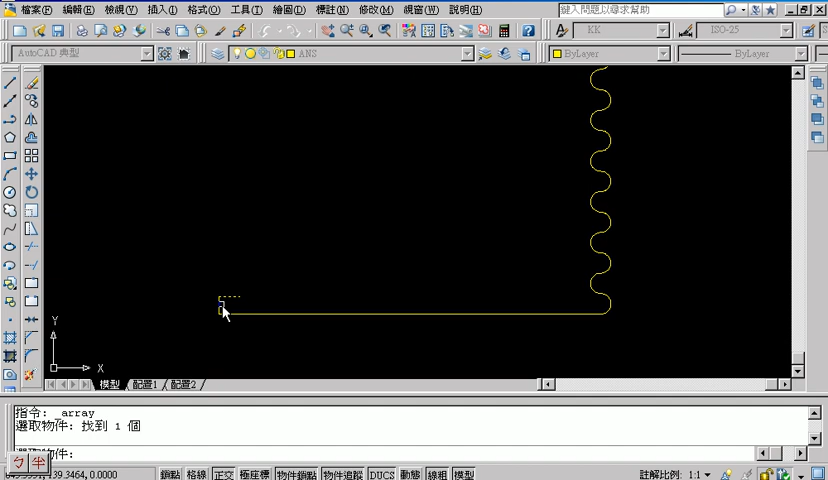 檔案(F) 編輯(E) 檢視(V) 插入(I) 格式(O) 工具(T) 繪圖(D) 標註(N) 修改(M) 視窗(W) 說明(H) 鍵入問題以尋求幫助
KK ISO-25
AutoCAD 典型 ANS ByLayer ByLayer
Y
X
模型 配置1 配置2
指令: _array
選取物件: 找到 1 個
選取物件:
ㄅ 半
鎖點 格線 正交 極座標 物件鎖點 物件追蹤 DUCS 動態 線粗 模型 註解比例: 1:1